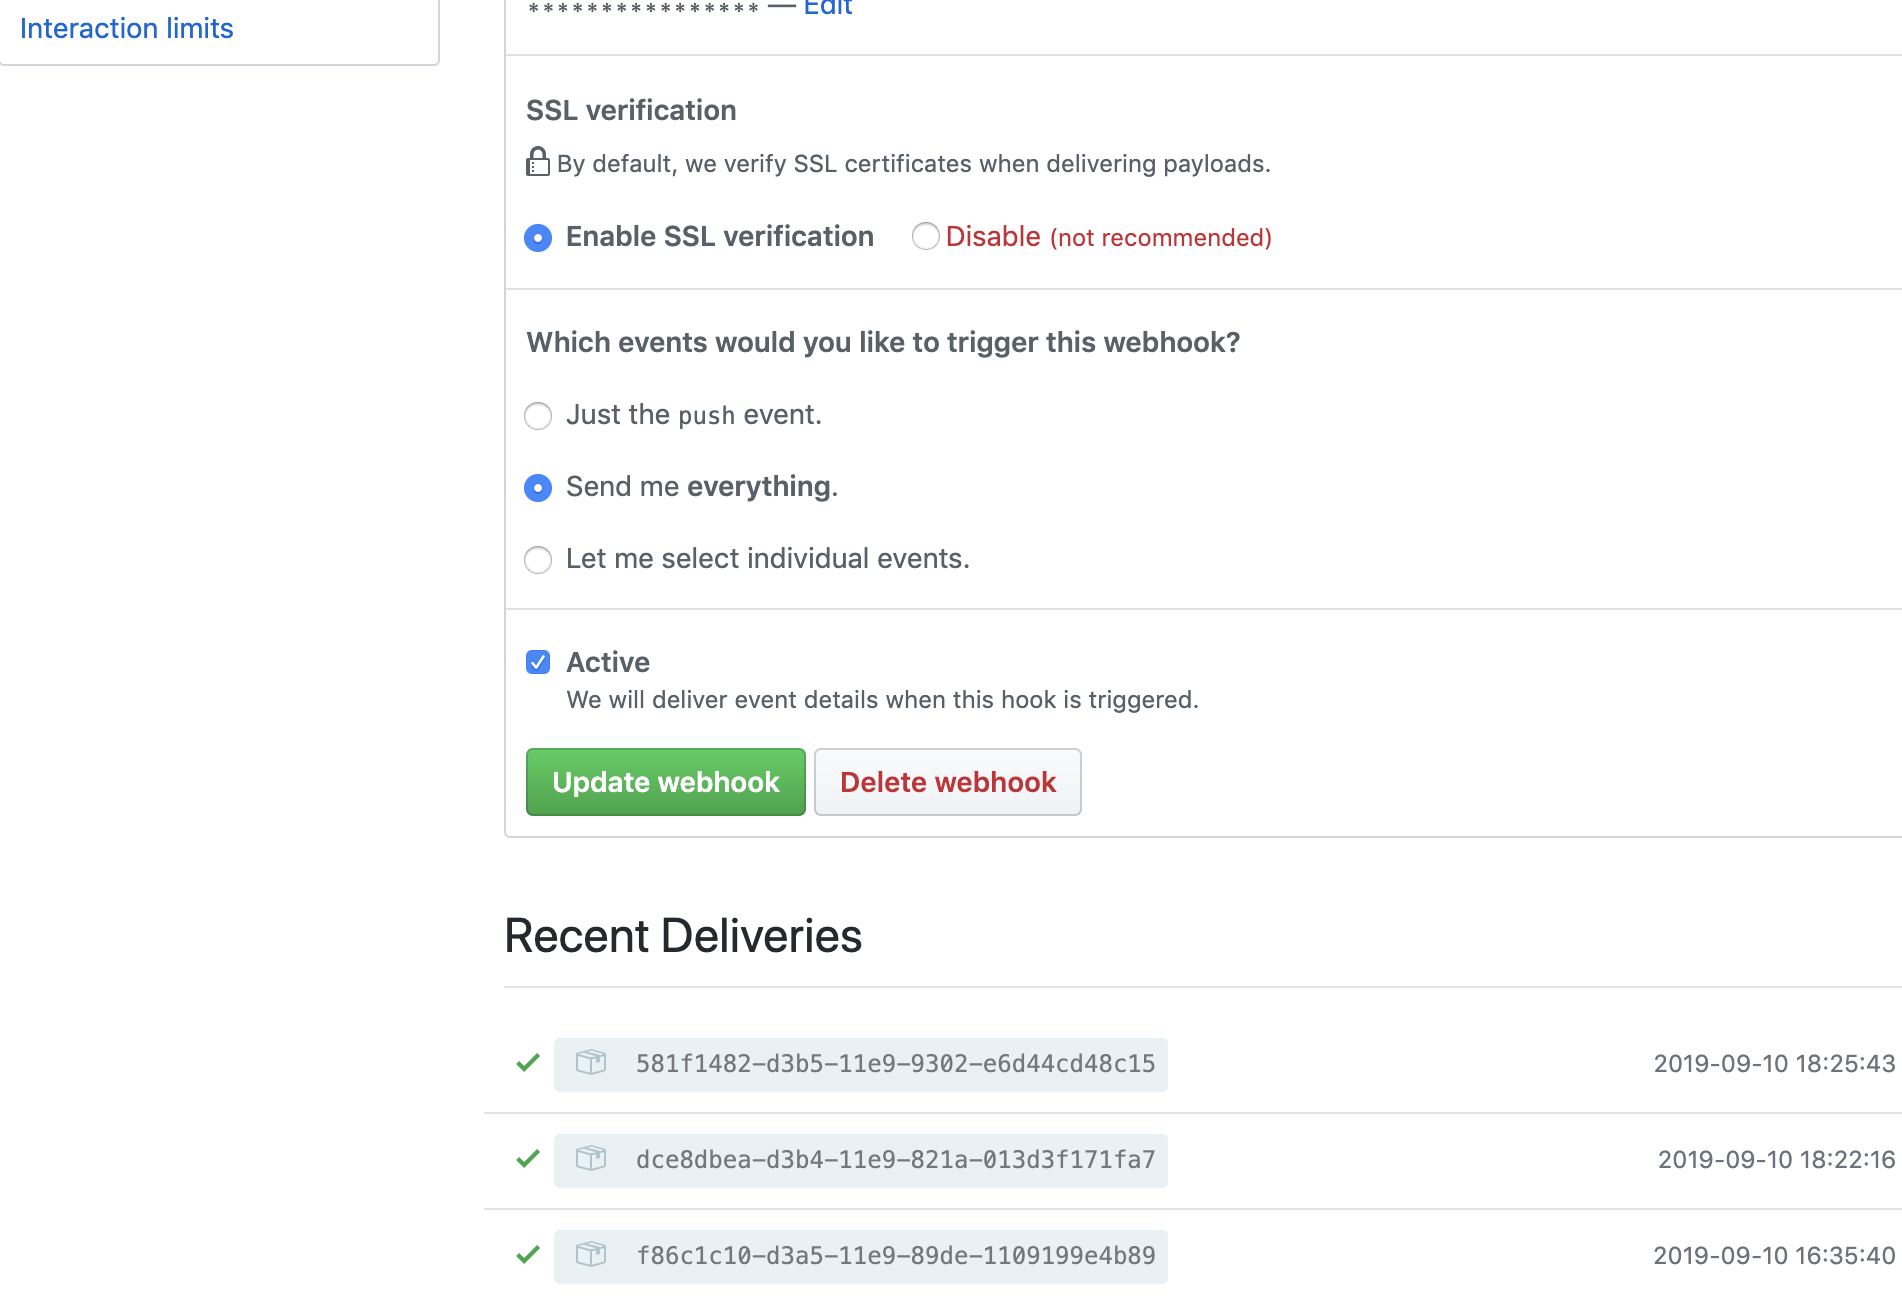 Interaction limits
**************** — Edit
SSL verification
By default, we verify SSL certificates when delivering payloads.
Enable SSL verification Disable (not recommended)
Which events would you like to trigger this webhook?
Just the push event.
Send me everything.
Let me select individual events.
Active
We will deliver event details when this hook is triggered.
Update webhook Delete webhook
Recent Deliveries
581f1482-d3b5-11e9-9302-e6d44cd48c15 2019-09-10 18:25:43
dce8dbea-d3b4-11e9-821a-013d3f171fa7 2019-09-10 18:22:16
f86c1c10-d3a5-11e9-89de-1109199e4b89 2019-09-10 16:35:40